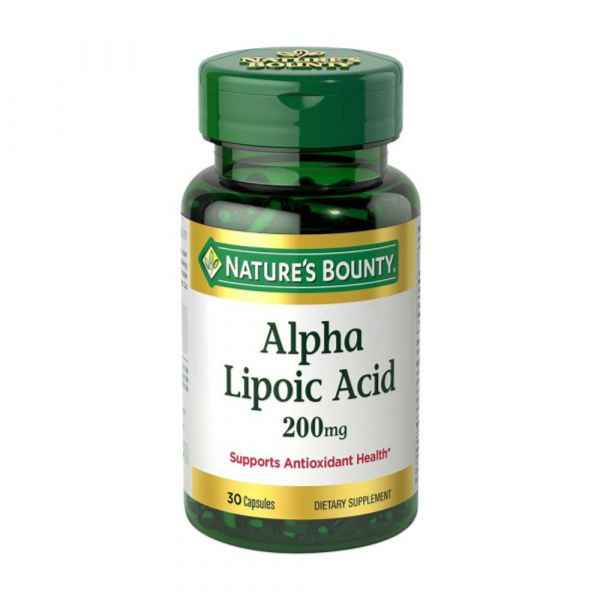 NATURE'S
BOUNTY
NATURE'S BOUNTY®
Alpha
Lipoic Acid
200mg
Supports Antioxidant Health*
30 Capsules
DIETARY SUPPLEMENT